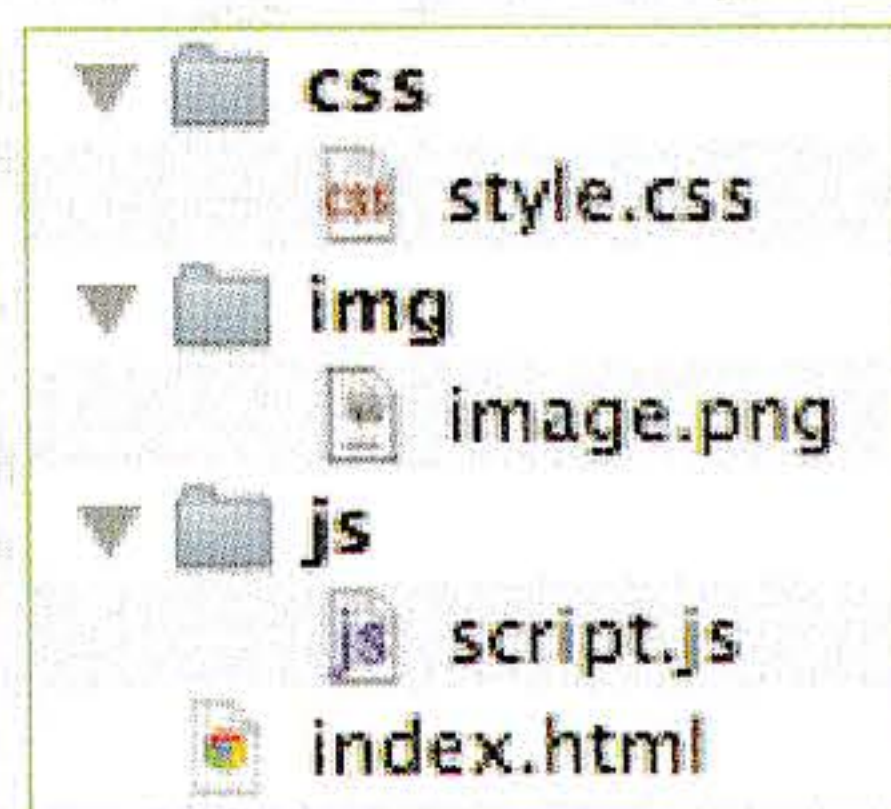 css
style.css
img
image.png
js
script.js
index.html